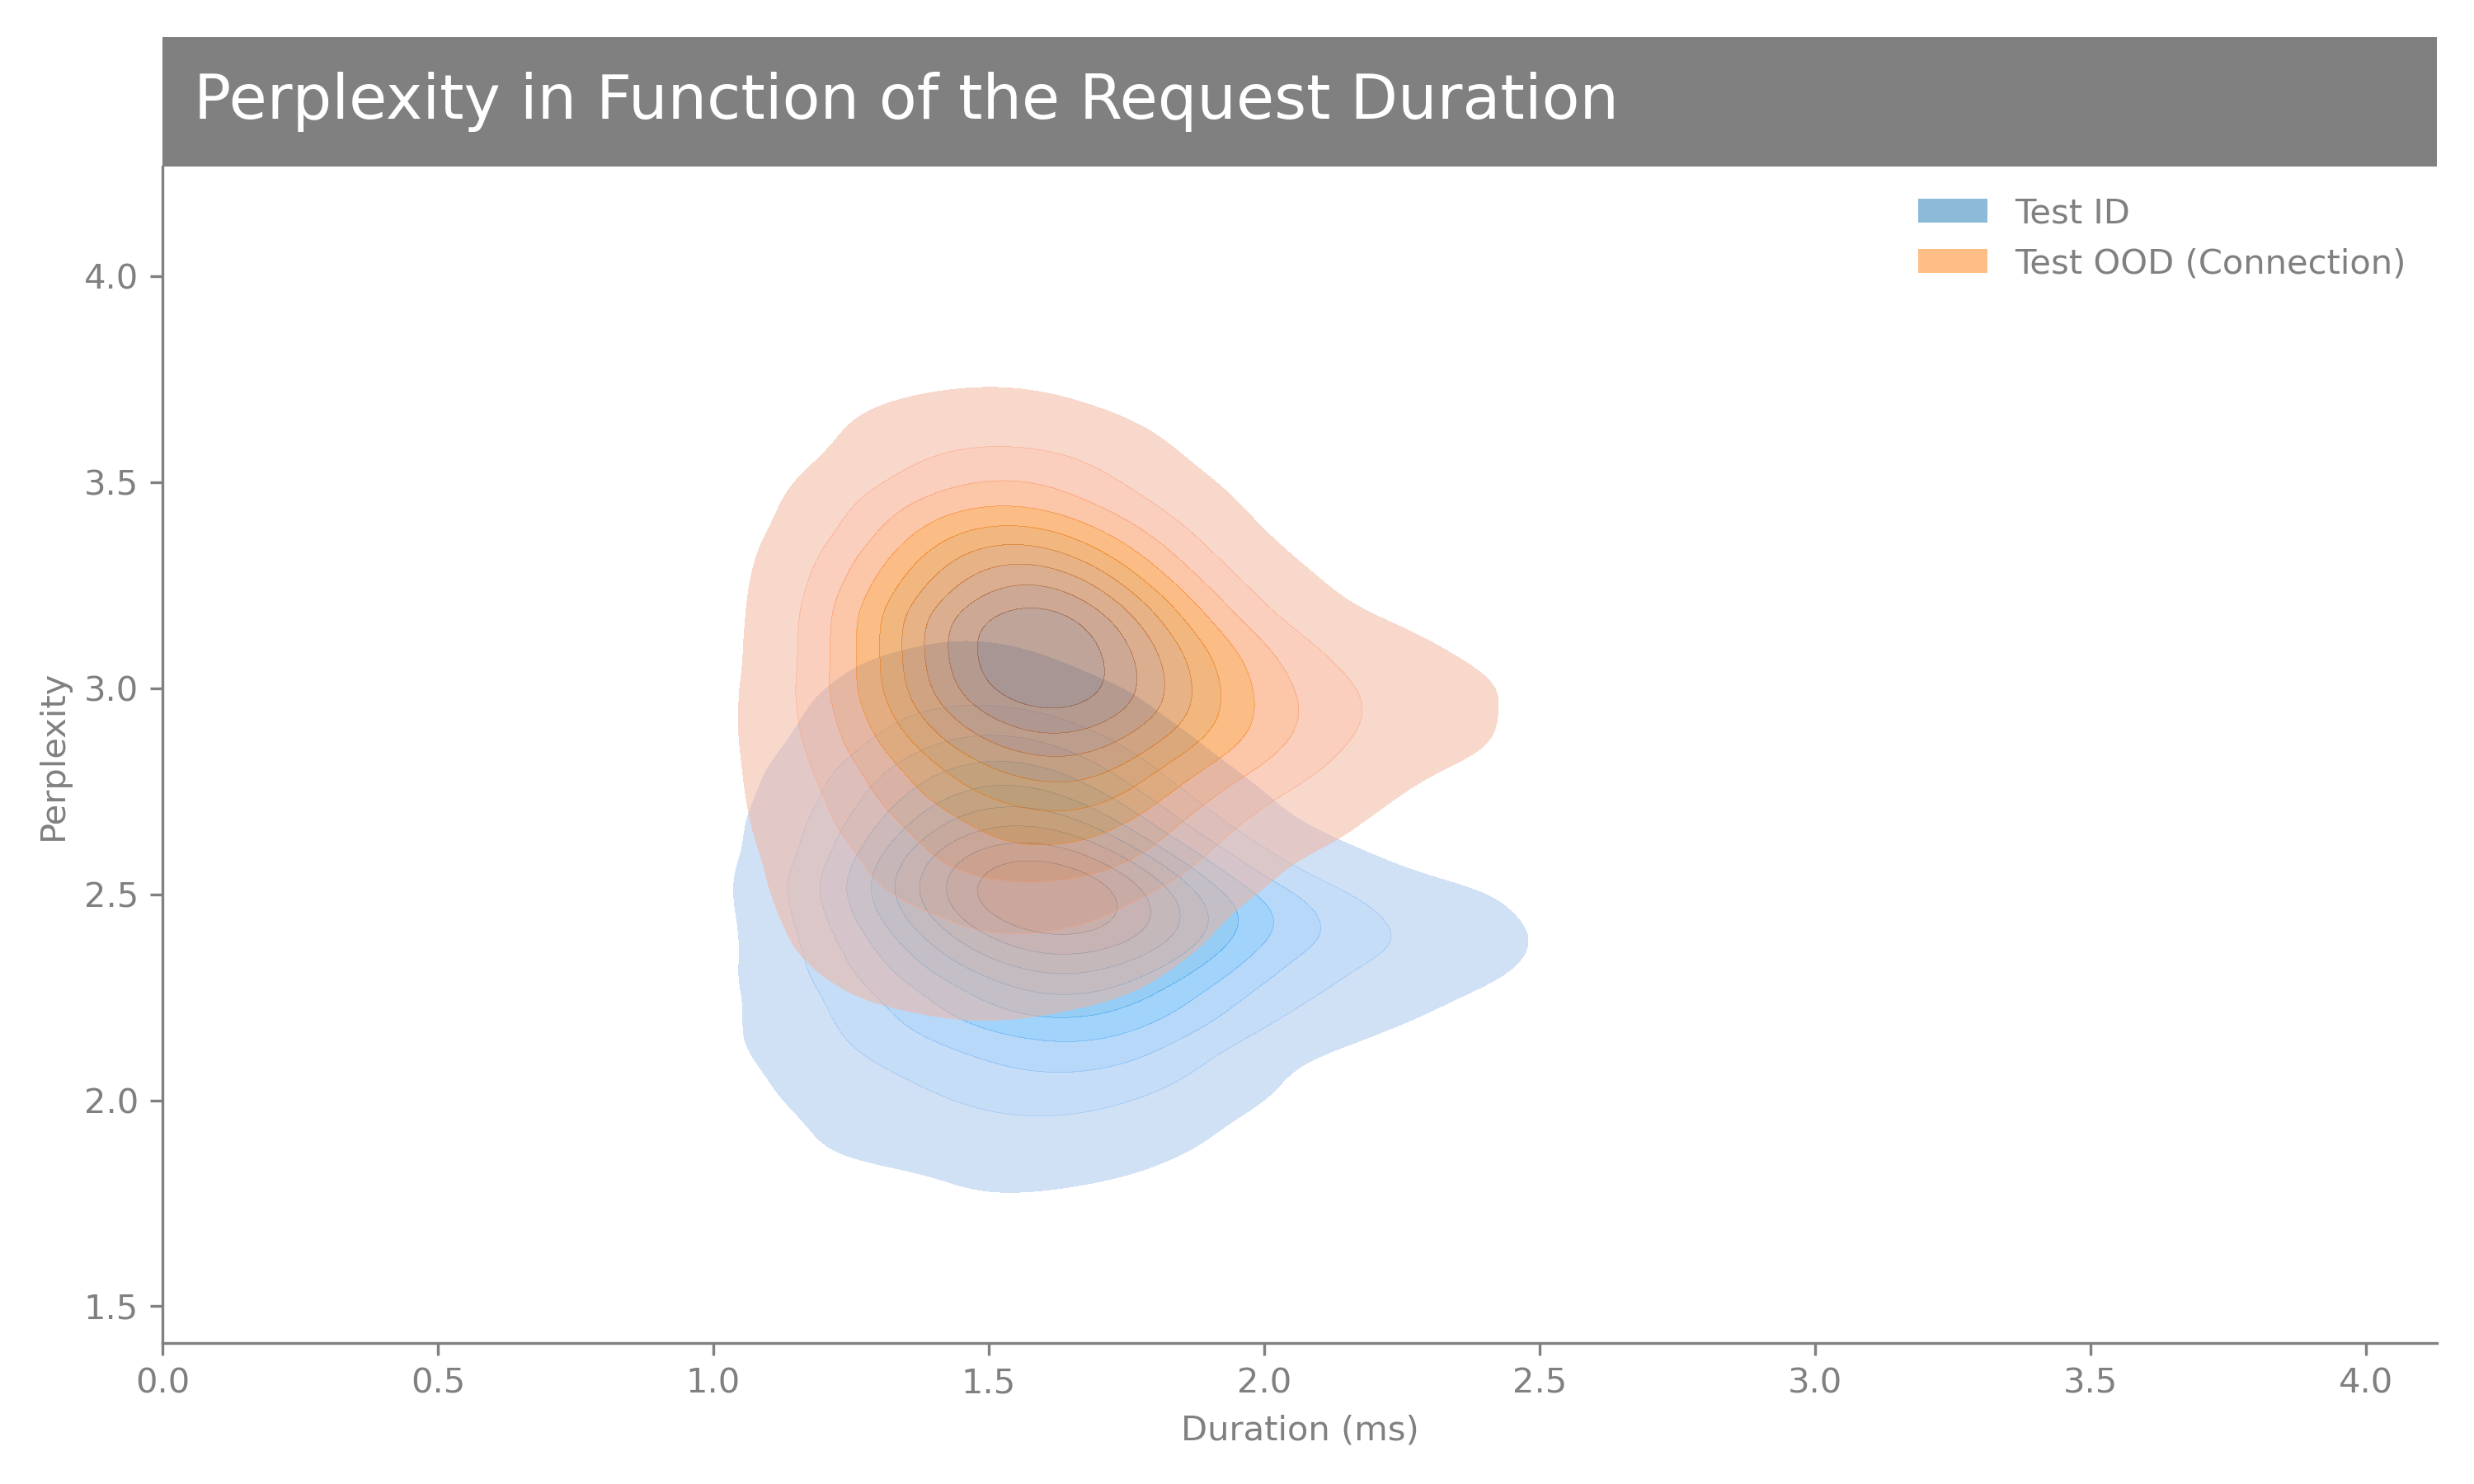 Perplexity in Function of the Request Duration
Test ID
Test OOD (Connection)
4.0
3.5
3.0
2.5
2.0
1.5
Perplexity
0.0 0.5 1.0 1.5 2.0 2.5 3.0 3.5 4.0
Duration (ms)